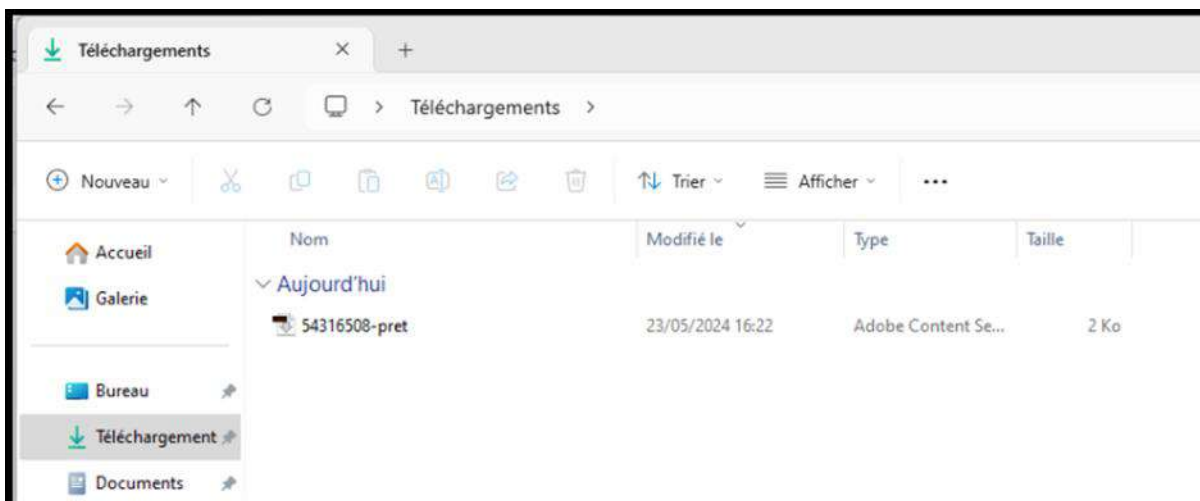 Téléchargements
Téléchargements
Nouveau
Trier
Afficher
Accueil
Galerie
Bureau
Téléchargement
Documents
Nom
Modifié le
Type
Taille
Aujourd'hui
54316508-pret
23/05/2024 16:22
Adobe Content Se...
2 Ko